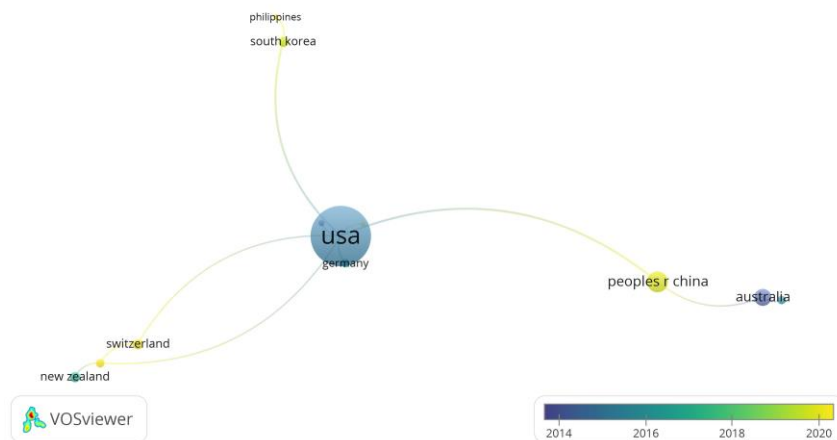 philippines
south korea
usa
germany
peoples r china
australia
switzerland
new zealand
VOSviewer
2014 2016 2018 2020